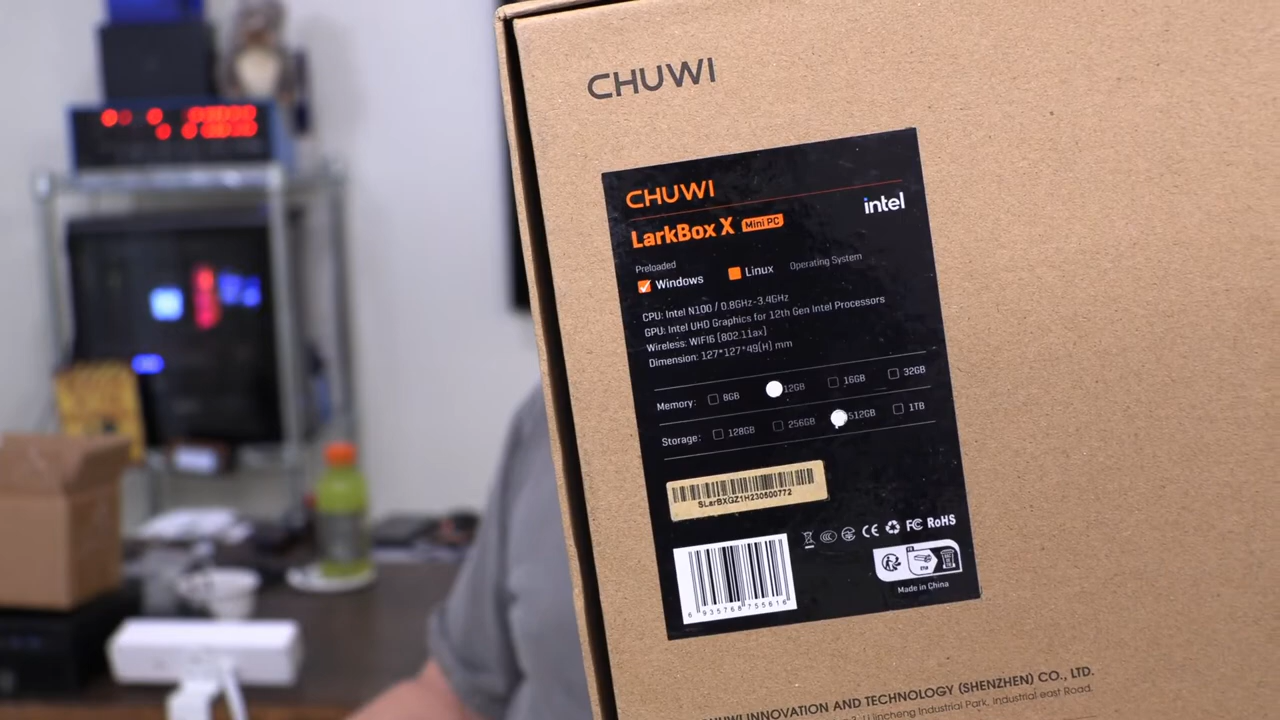 CHUWI
CHUWI
intel
LarkBox X Mini PC
Preloaded
Windows Linux Operating System
CPU: Intel N100 / 0.8GHz-3.4GHz
GPU: Intel UHD Graphics for 12th Gen Intel Processors
Wireless: WIFI6 (802.11ax)
Dimension: 127*127*49(H) mm
Memory: 8GB 12GB 16GB 32GB
Storage: 128GB 256GB 512GB 1TB
SLarBXGZ1H230500772
CE FC RoHS
6 935768 755616
Made in China
CHUWI INNOVATION AND TECHNOLOGY (SHENZHEN) CO., LTD.
Industrial Park, Industrial east Road,